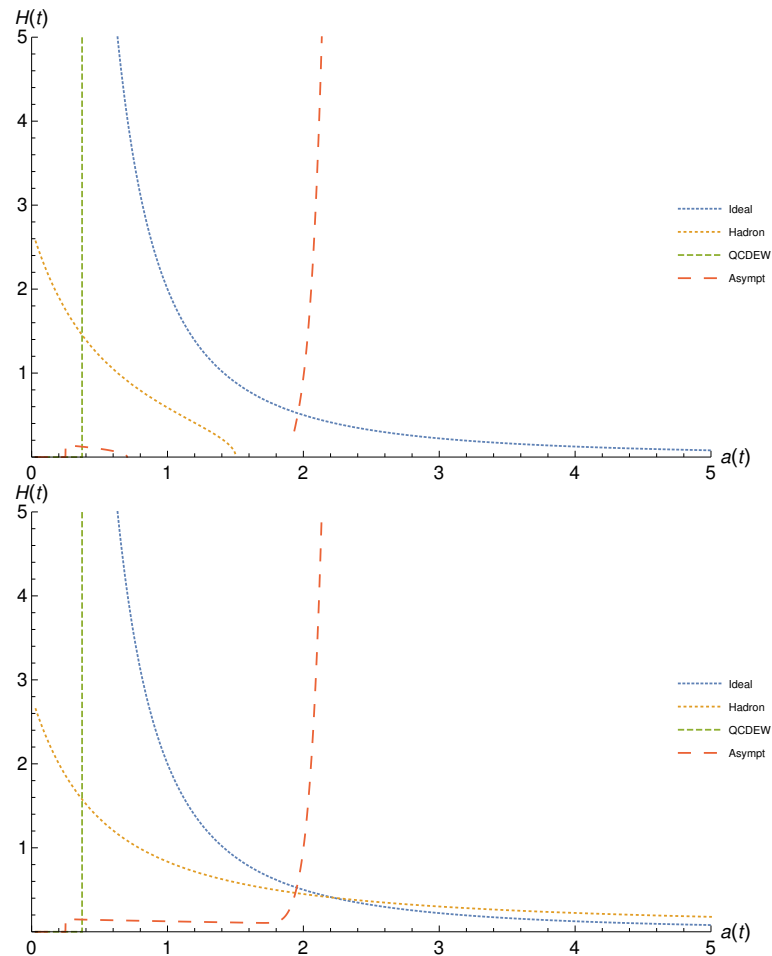 H(t)
5
4
3
2
1
0 1 2 3 4 5 a(t)
Ideal
Hadron
QCDEW
Asympt
H(t)
5
4
3
2
1
0 1 2 3 4 5 a(t)
Ideal
Hadron
QCDEW
Asympt